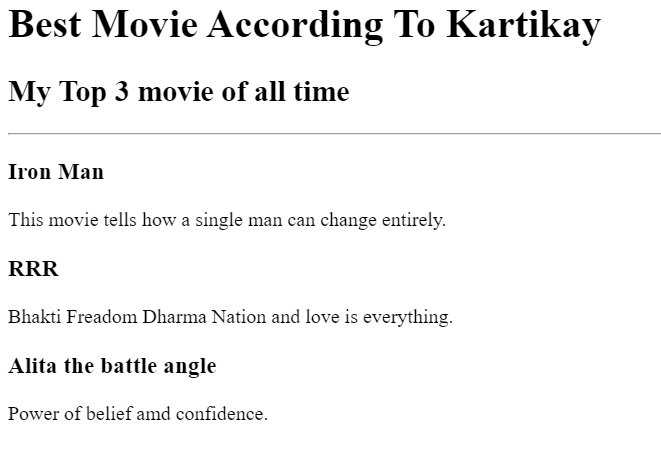 Best Movie According To Kartikay
My Top 3 movie of all time
Iron Man
This movie tells how a single man can change entirely.
RRR
Bhakti Freadom Dharma Nation and love is everything.
Alita the battle angle
Power of belief amd confidence.